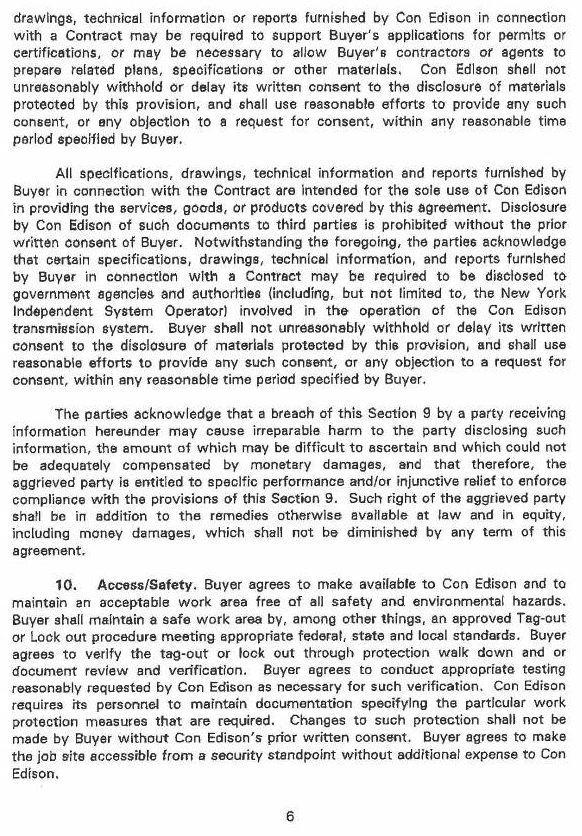 drawings, technical information or reports furnished by Con Edison in connection
with a Contract may be required to support Buyer's applications for permits or
certifications, or may be necessary to allow Buyer's contractors or agents to
prepare related plans, specifications or other materials. Con Edison shall not
unreasonably withhold or delay its written consent to the disclosure of materials
protected by this provision, and shall use reasonable efforts to provide any such
consent, or any objection to a request for consent, within any reasonable time
period specified by Buyer.
All specifications, drawings, technical information and reports furnished by
Buyer in connection with the Contract are intended for the sole use of Con Edison
in providing the services, goods, or products covered by this agreement. Disclosure
by Con Edison of such documents to third parties is prohibited without the prior
written consent of Buyer. Notwithstanding the foregoing, the parties acknowledge
that certain specifications, drawings, technical information, and reports furnished
by Buyer in connection with a Contract may be required to be disclosed to
government agencies and authorities (including, but not limited to, the New York
Independent System Operator) involved in the operation of the Con Edison
transmission system. Buyer shall not unreasonably withhold or delay its written
consent to the disclosure of materials protected by this provision, and shall use
reasonable efforts to provide any such consent, or any objection to a request for
consent, within any reasonable time period specified by Buyer.
The parties acknowledge that a breach of this Section 9 by a party receiving
information hereunder may cause irreparable harm to the party disclosing such
information, the amount of which may be difficult to ascertain and which could not
be adequately compensated by monetary damages, and that therefore, the
aggrieved party is entitled to specific performance and/or injunctive relief to enforce
compliance with the provisions of this Section 9. Such right of the aggrieved party
shall be in addition to the remedies otherwise available at law and in equity,
including money damages, which shall not be diminished by any term of this
agreement.
10. Access/Safety. Buyer agrees to make available to Con Edison and to
maintain an acceptable work area free of all safety and environmental hazards.
Buyer shall maintain a safe work area by, among other things, an approved Tag-out
or Lock out procedure meeting appropriate federal, state and local standards. Buyer
agrees to verify the tag-out or lock out through protection walk down and or
document review and verification. Buyer agrees to conduct appropriate testing
reasonably requested by Con Edison as necessary for such verification. Con Edison
requires its personnel to maintain documentation specifying the particular work
protection measures that are required. Changes to such protection shall not be
made by Buyer without Con Edison's prior written consent. Buyer agrees to make
the job site accessible from a security standpoint without additional expense to Con
Edison.
6